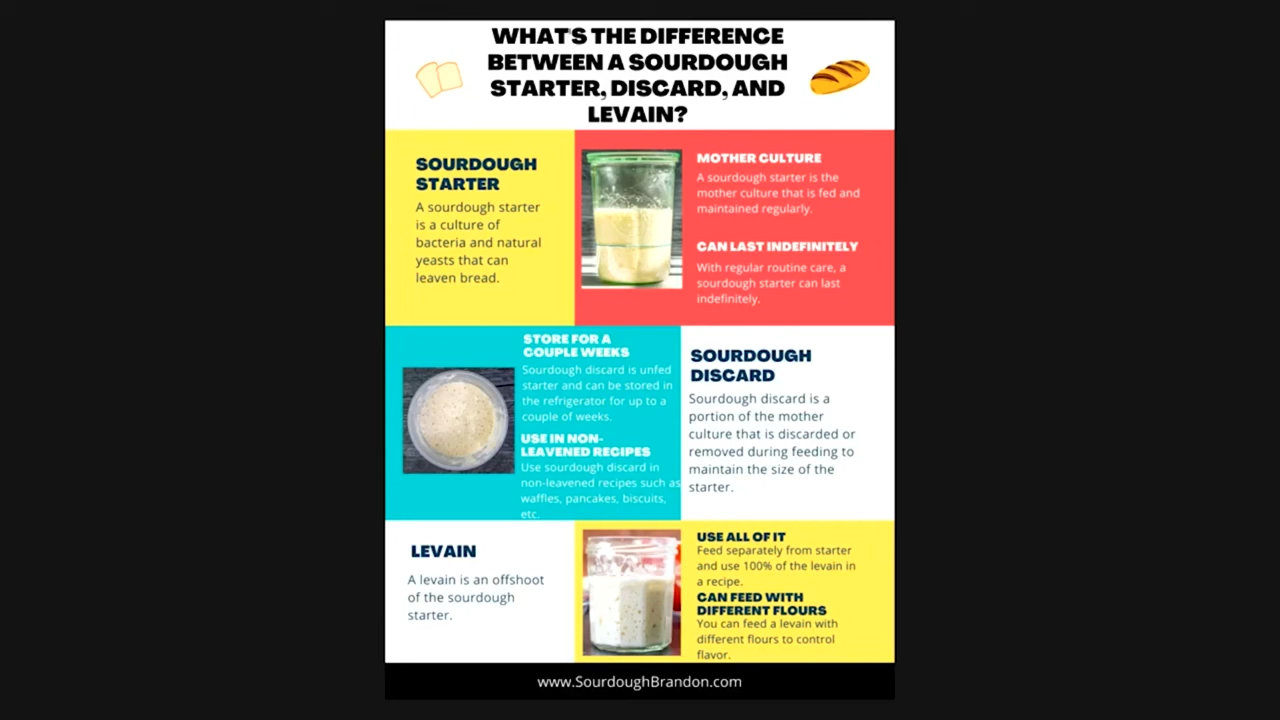 WHAT'S THE DIFFERENCE
BETWEEN A SOURDOUGH
STARTER, DISCARD, AND
LEVAIN?
SOURDOUGH
STARTER
A sourdough starter
is a culture of
bacteria and natural
yeasts that can
leaven bread.
MOTHER CULTURE
A sourdough starter is the
mother culture that is fed and
maintained regularly.
CAN LAST INDEFINITELY
With regular routine care, a
sourdough starter can last
indefinitely.
STORE FOR A
COUPLE WEEKS
Sourdough discard is unfed
starter and can be stored in
the refrigerator for up to a
couple of weeks.
USE IN NON-
LEAVENED RECIPES
Use sourdough discard in
non-leavened recipes such as
waffles, pancakes, biscuits,
etc.
SOURDOUGH
DISCARD
Sourdough discard is a
portion of the mother
culture that is discarded or
removed during feeding to
maintain the size of the
starter.
LEVAIN
A levain is an offshoot
of the sourdough
starter.
USE ALL OF IT
Feed separately from starter
and use 100% of the levain in
a recipe.
CAN FEED WITH
DIFFERENT FLOURS
You can feed a levain with
different flours to control
flavor.
www.SourdoughBrandon.com